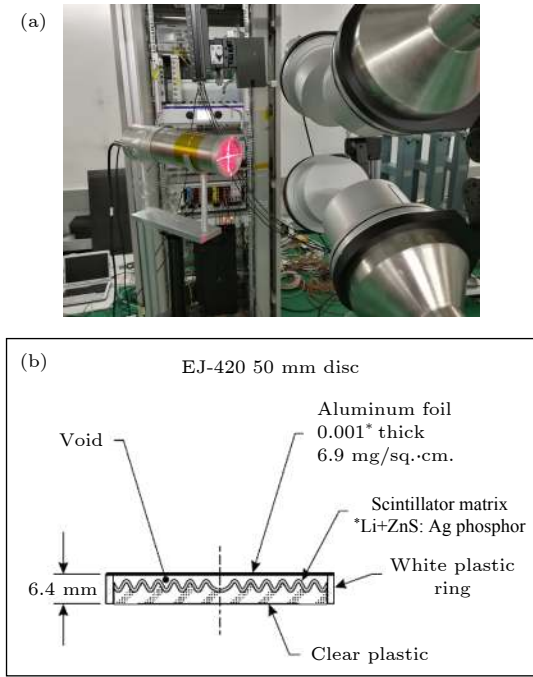 (a)
(b)
EJ-420 50 mm disc
Aluminum foil
0.001* thick
6.9 mg/sq.·cm.
Void
Scintillator matrix
*Li+ZnS: Ag phosphor
White plastic
ring
6.4 mm
Clear plastic